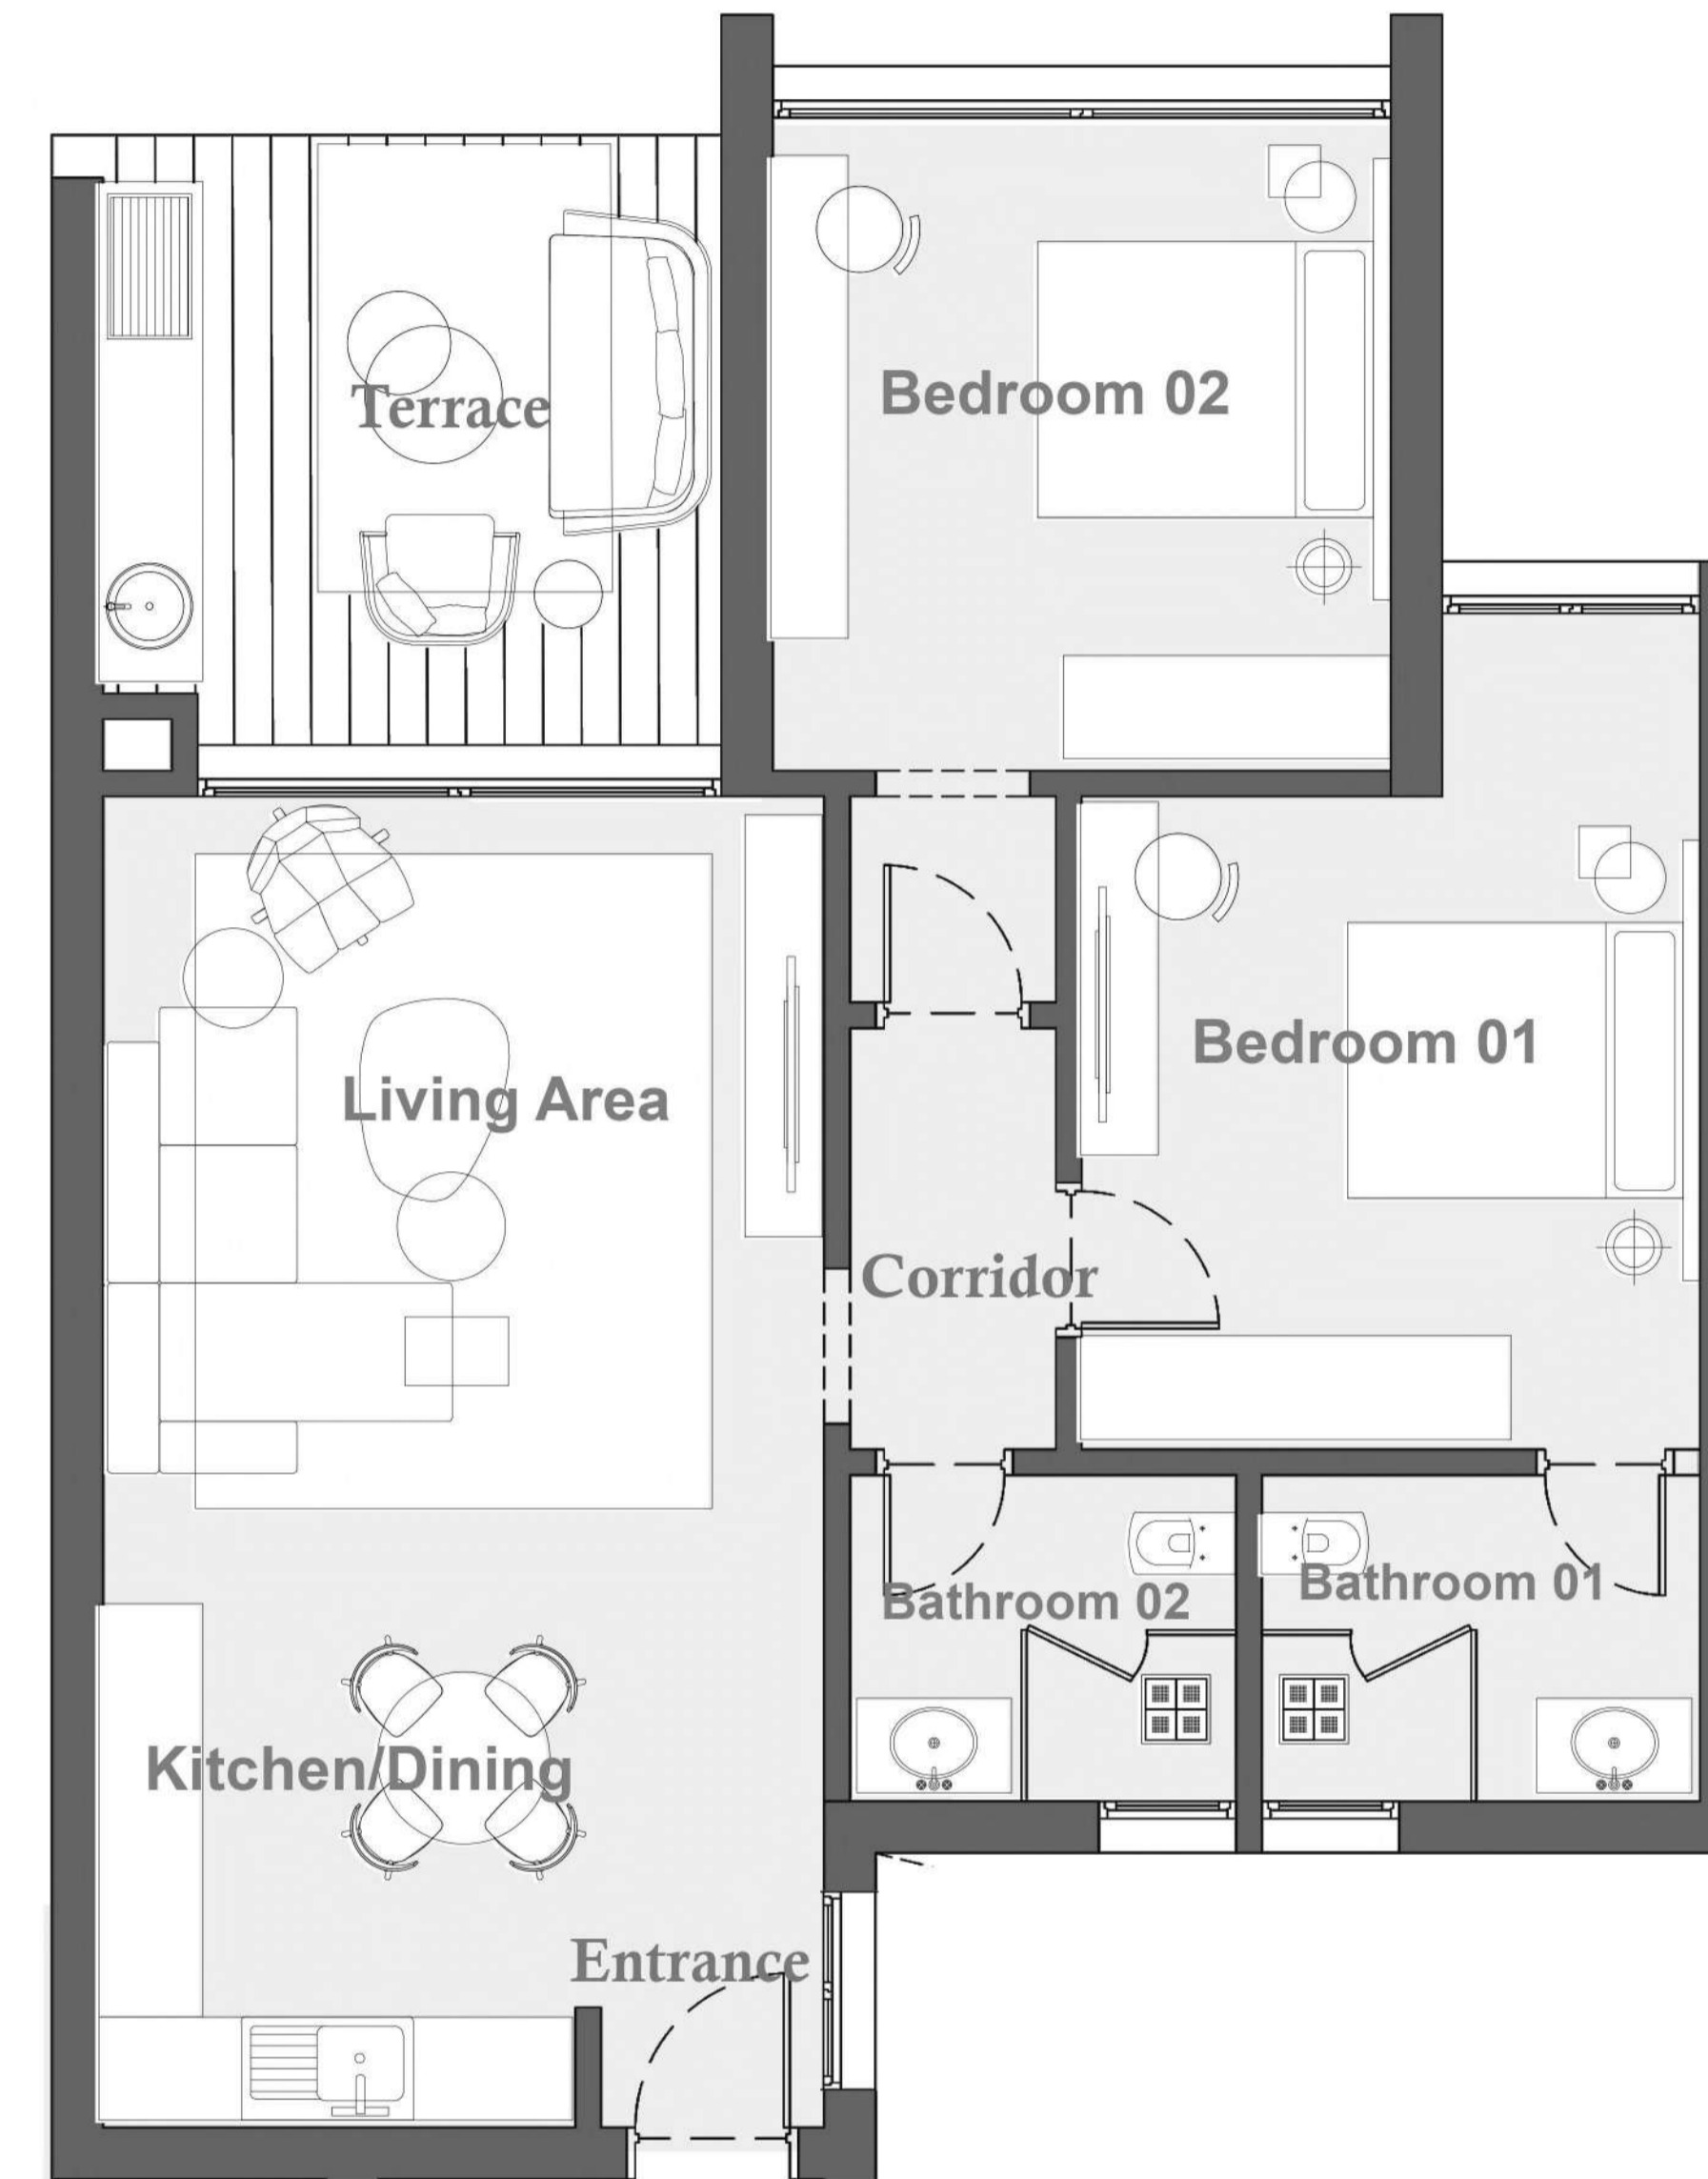 Terrace
Bedroom 02
Living Area
Bedroom 01
Corridor
Bathroom 02
Bathroom 01
Kitchen/Dining
Entrance